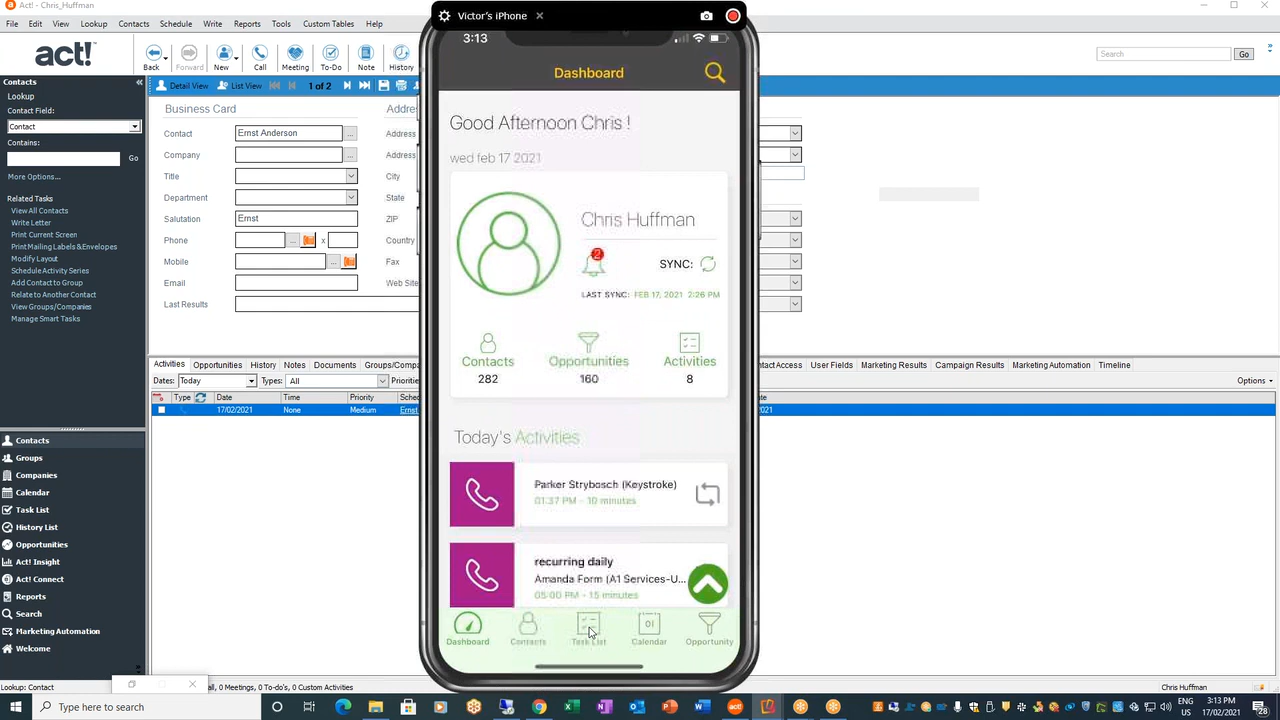 act! - Chris_Huffman
File Edit View Lookup Contacts Schedule Write Reports Tools Custom Tables Help
act!
Back Forward New Call Meeting To-Do Note History
Search Go
Contacts
Lookup
Contact Field:
Contact
Contains:
Go
More Options...
Related Tasks
View All Contacts
Write Letter
Print Current Screen
Print Mailing Labels & Envelopes
Modify Layout
Schedule Activity Series
Add Contact to Group
Relate to Another Contact
View Groups/Companies
Manage Smart Tasks
Contacts
Groups
Companies
Calendar
Task List
History List
Opportunities
Act! Insight
Act! Connect
Reports
Search
Marketing Automation
Welcome
Lookup: Contact
Detail View List View 1 of 2
Business Card
Contact Ernst Anderson
Company
Title
Department
Salutation Ernst
Phone x
Mobile
Email
Last Results
Address
Address
City
State
ZIP
Country
Fax
Web Site
Activities Opportunities History Notes Documents
Contact Access User Fields Marketing Results Campaign Results Marketing Automation Timeline
Dates: Today Types: All
Options
Type Date Time Priority
17/02/2021 None Medium Ernst
0 Meetings, 0 To-do's, 0 Custom Activities
Chris Huffman
Victor's iPhone
3:13
Dashboard
Good Afternoon Chris !
wed feb 17 2021
Chris Huffman
2
SYNC:
LAST SYNC: FEB 17, 2021 2:26 PM
Contacts Opportunities Activities
282 160 8
Today's Activities
Parker Strybosch (Keystroke)
01:37 PM - 10 minutes
recurring daily
Amanda Form (A1 Services-U...
05:00 PM - 15 minutes
Dashboard Contacts Task List Calendar Opportunity
Type here to search
ENG
US
3:13 PM
17/02/2021